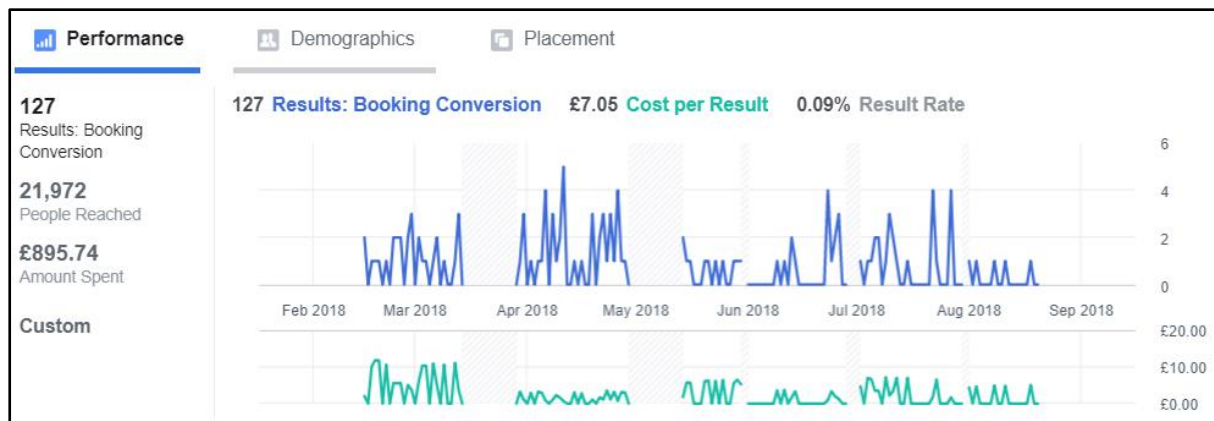 Performance Demographics Placement
127
Results: Booking
Conversion
21,972
People Reached
£895.74
Amount Spent
Custom
127 Results: Booking Conversion £7.05 Cost per Result 0.09% Result Rate
6
4
2
0
Feb 2018 Mar 2018 Apr 2018 May 2018 Jun 2018 Jul 2018 Aug 2018 Sep 2018
£20.00
£10.00
£0.00